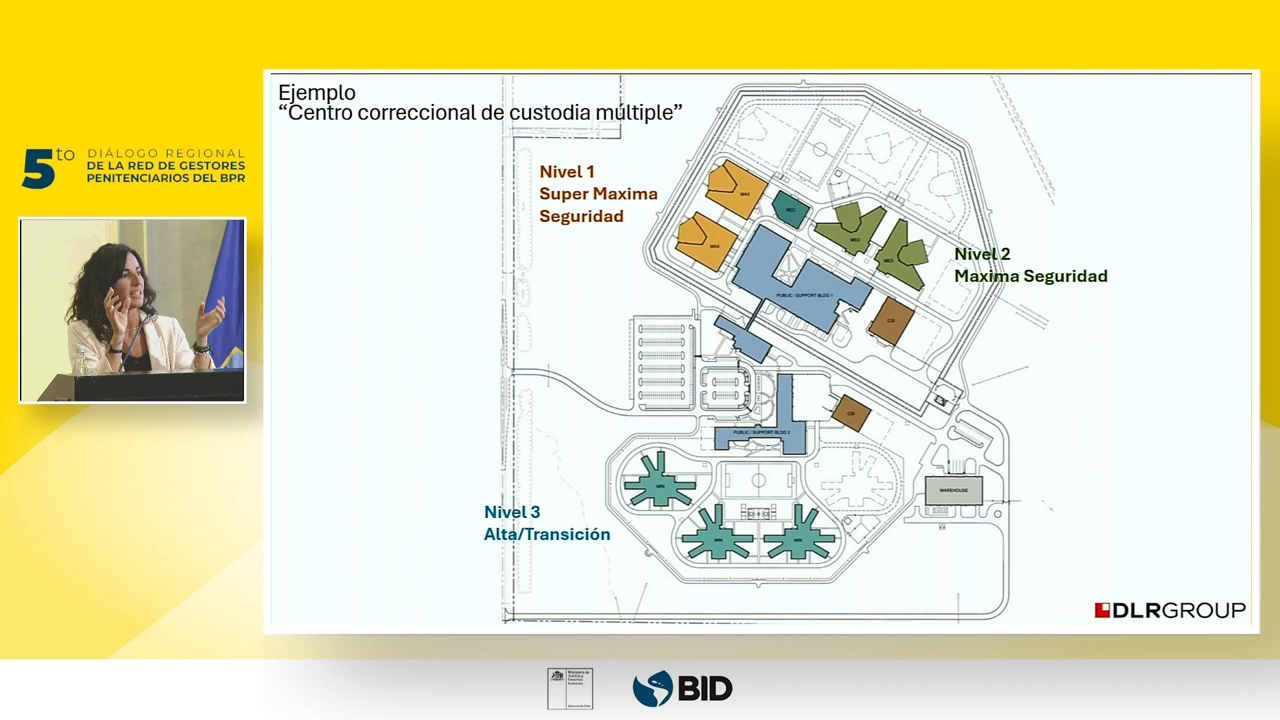 5to DIÁLOGO REGIONAL
DE LA RED DE GESTORES
PENITENCIARIOS DEL BPR
Ejemplo
“Centro correccional de custodia múltiple”
Nivel 1
Super Maxima
Seguridad
MAX
REC
MAX
MED
MED
Nivel 2
Maxima Seguridad
PUBLIC / SUPPORT BLDG 1
PUBLIC / SUPPORT BLDG 2
WAREHOUSE
MIN
Nivel 3
Alta/Transición
MIN
MIN
DLRGROUP
BID